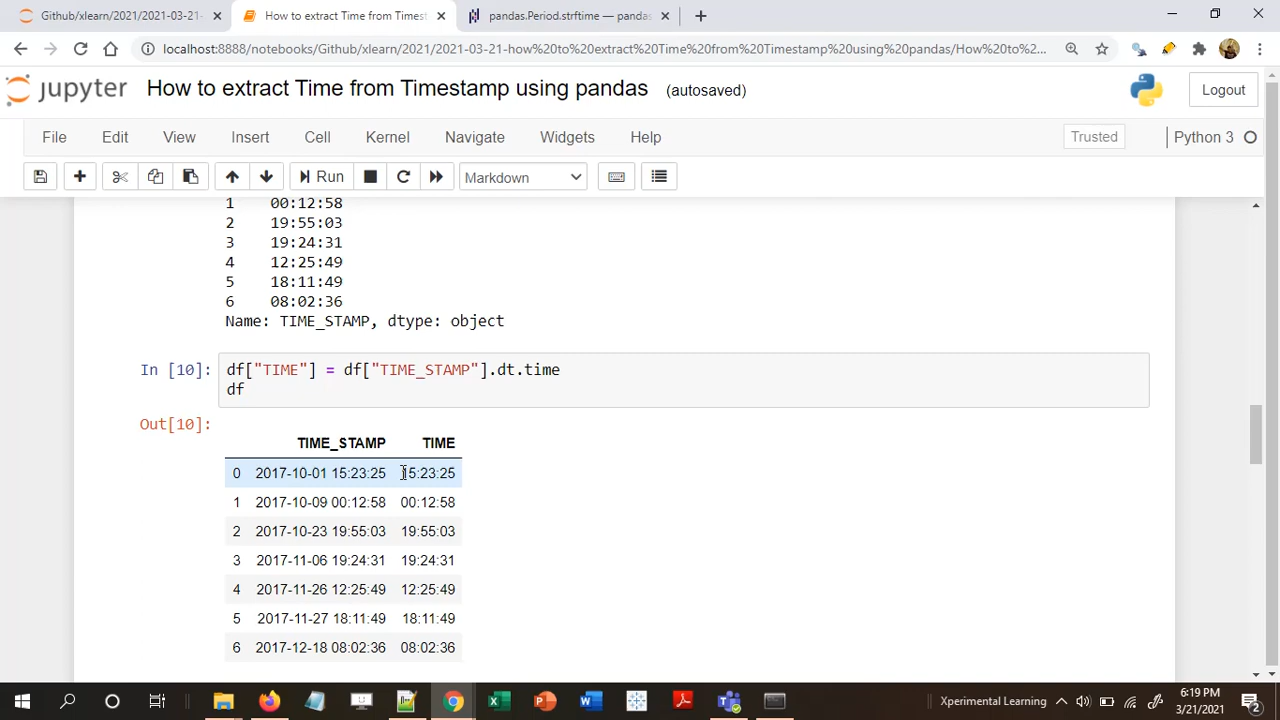 Github/xlearn/2021/2021-03-21-
How to extract Time from Timest
pandas.Period.strftime — pandas
localhost:8888/notebooks/Github/xlearn/2021/2021-03-21-how%20to%20extract%20Time%20from%20Timestamp%20using%20pandas/How%20to%...
jupyter How to extract Time from Timestamp using pandas (autosaved) Logout
File Edit View Insert Cell Kernel Navigate Widgets Help Trusted Python 3
Run Markdown
1 00:12:58
2 19:55:03
3 19:24:31
4 12:25:49
5 18:11:49
6 08:02:36
Name: TIME_STAMP, dtype: object
In [10]: df["TIME"] = df["TIME_STAMP"].dt.time
df
Out[10]:
TIME_STAMP TIME
0 2017-10-01 15:23:25 15:23:25
1 2017-10-09 00:12:58 00:12:58
2 2017-10-23 19:55:03 19:55:03
3 2017-11-06 19:24:31 19:24:31
4 2017-11-26 12:25:49 12:25:49
5 2017-11-27 18:11:49 18:11:49
6 2017-12-18 08:02:36 08:02:36
Xperimental Learning
6:19 PM
3/21/2021
2